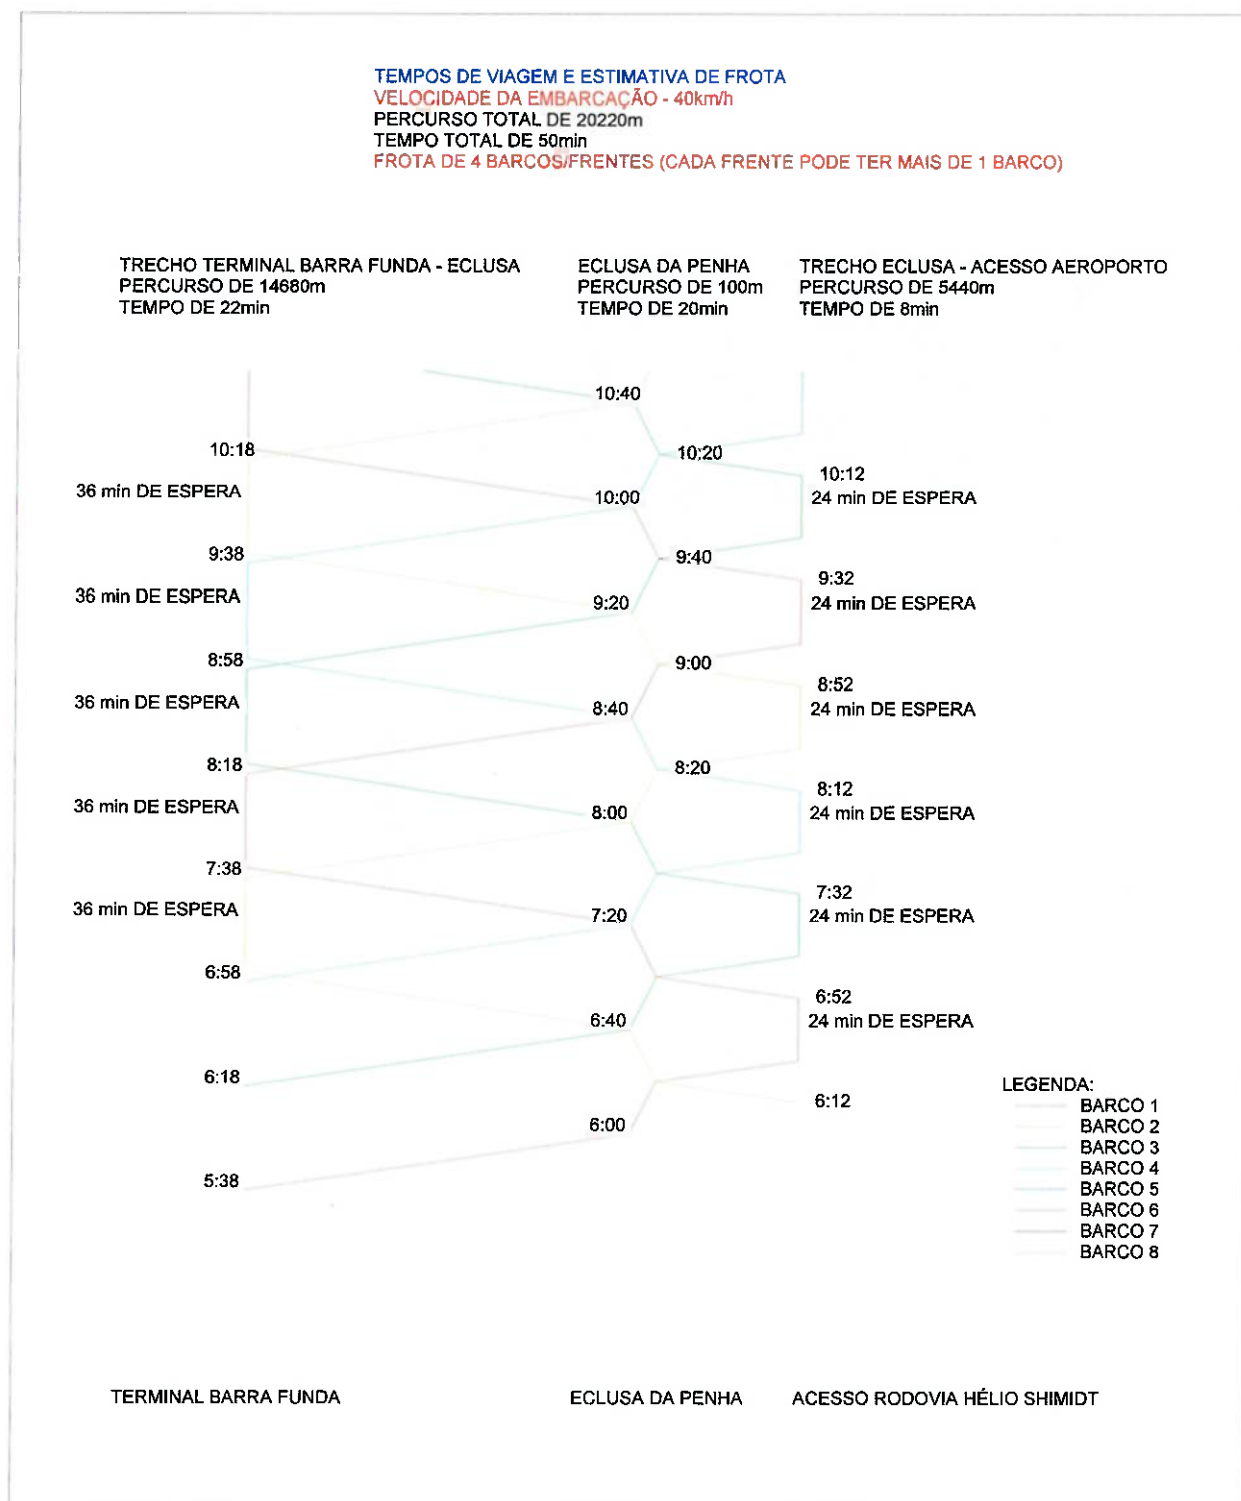 TEMPOS DE VIAGEM E ESTIMATIVA DE FROTA
VELOCIDADE DA EMBARCAÇÃO - 40km/h
PERCURSO TOTAL DE 20220m
TEMPO TOTAL DE 50min
FROTA DE 4 BARCOS/FRENTES (CADA FRENTE PODE TER MAIS DE 1 BARCO)
TRECHO TERMINAL BARRA FUNDA - ECLUSA
PERCURSO DE 14680m
TEMPO DE 22min
ECLUSA DA PENHA
PERCURSO DE 100m
TEMPO DE 20min
TRECHO ECLUSA - ACESSO AEROPORTO
PERCURSO DE 5440m
TEMPO DE 8min
10:40
10:18
10:20
10:12
36 min DE ESPERA
10:00
24 min DE ESPERA
9:38
9:40
9:32
36 min DE ESPERA
9:20
24 min DE ESPERA
8:58
9:00
8:52
36 min DE ESPERA
8:40
24 min DE ESPERA
8:18
8:20
8:12
36 min DE ESPERA
8:00
24 min DE ESPERA
7:38
7:32
36 min DE ESPERA
7:20
24 min DE ESPERA
6:58
6:52
6:40
24 min DE ESPERA
6:18
6:12
6:00
5:38
LEGENDA:
BARCO 1
BARCO 2
BARCO 3
BARCO 4
BARCO 5
BARCO 6
BARCO 7
BARCO 8
TERMINAL BARRA FUNDA
ECLUSA DA PENHA
ACESSO RODOVIA HÉLIO SHIMIDT